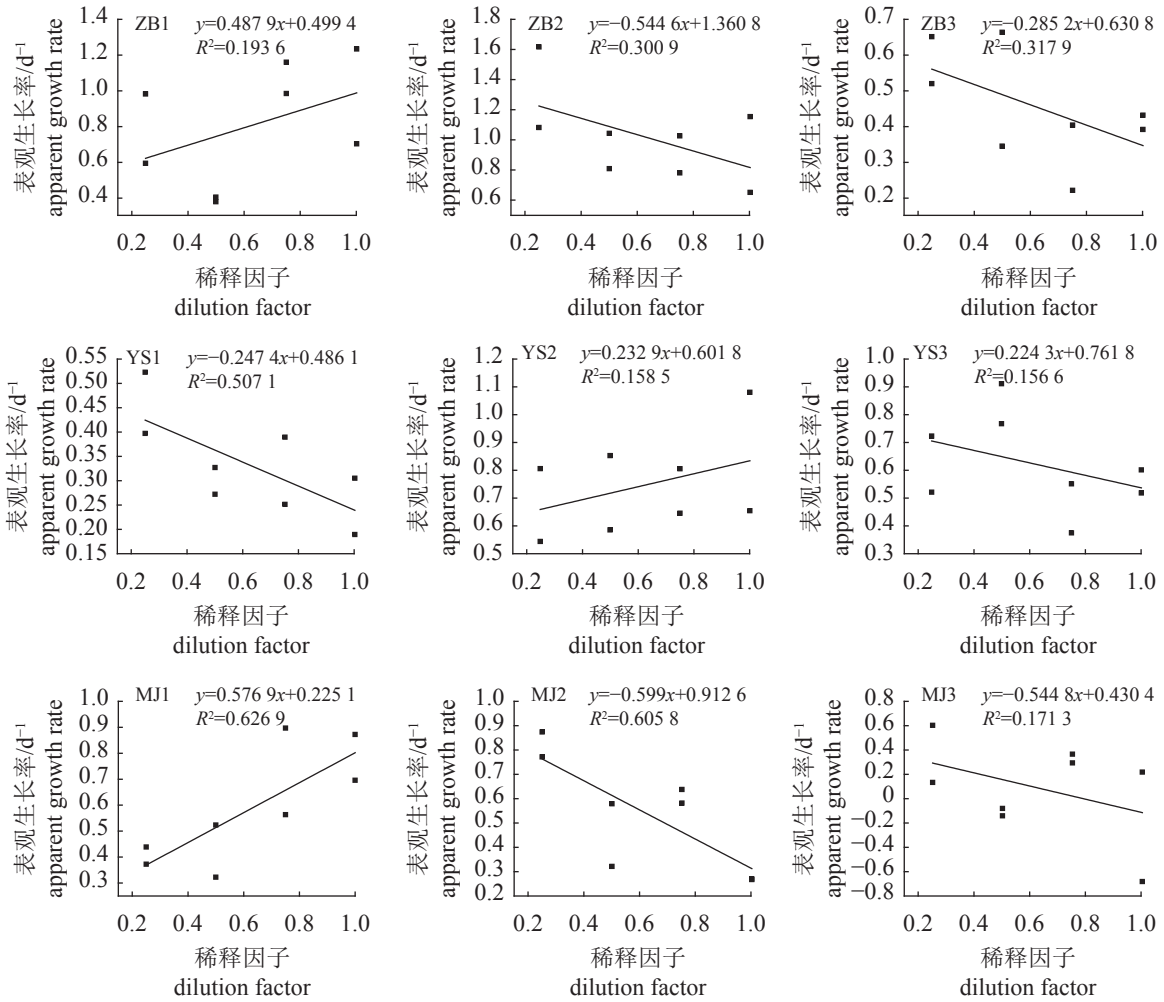 ZB1 y=0.487 9x+0.499 4
R²=0.193 6
1.4
1.2
1.0
0.8
0.6
0.4
表观生长率/d⁻¹
apparent growth rate
0.2 0.4 0.6 0.8 1.0
稀释因子
dilution factor
ZB2 y=−0.544 6x+1.360 8
R²=0.300 9
1.8
1.6
1.4
1.2
1.0
0.8
0.6
表观生长率/d⁻¹
apparent growth rate
0.2 0.4 0.6 0.8 1.0
稀释因子
dilution factor
ZB3 y=−0.285 2x+0.630 8
R²=0.317 9
0.7
0.6
0.5
0.4
0.3
0.2
表观生长率/d⁻¹
apparent growth rate
0.2 0.4 0.6 0.8 1.0
稀释因子
dilution factor
YS1 y=−0.247 4x+0.486 1
R²=0.507 1
0.55
0.50
0.45
0.40
0.35
0.30
0.25
0.20
0.15
表观生长率/d⁻¹
apparent growth rate
0.2 0.4 0.6 0.8 1.0
稀释因子
dilution factor
YS2 y=0.232 9x+0.601 8
R²=0.158 5
1.2
1.1
1.0
0.9
0.8
0.7
0.6
0.5
表观生长率/d⁻¹
apparent growth rate
0.2 0.4 0.6 0.8 1.0
稀释因子
dilution factor
YS3 y=0.224 3x+0.761 8
R²=0.156 6
1.0
0.9
0.8
0.7
0.6
0.5
0.4
0.3
表观生长率/d⁻¹
apparent growth rate
0.2 0.4 0.6 0.8 1.0
稀释因子
dilution factor
MJ1 y=0.576 9x+0.225 1
R²=0.626 9
1.0
0.9
0.8
0.7
0.6
0.5
0.4
0.3
表观生长率/d⁻¹
apparent growth rate
0.2 0.4 0.6 0.8 1.0
稀释因子
dilution factor
MJ2 y=−0.599x+0.912 6
R²=0.605 8
1.0
0.9
0.8
0.7
0.6
0.5
0.4
0.3
0.2
表观生长率/d⁻¹
apparent growth rate
0.2 0.4 0.6 0.8 1.0
稀释因子
dilution factor
MJ3 y=−0.544 8x+0.430 4
R²=0.171 3
0.8
0.6
0.4
0.2
0
−0.2
−0.4
−0.6
−0.8
表观生长率/d⁻¹
apparent growth rate
0.2 0.4 0.6 0.8 1.0
稀释因子
dilution factor